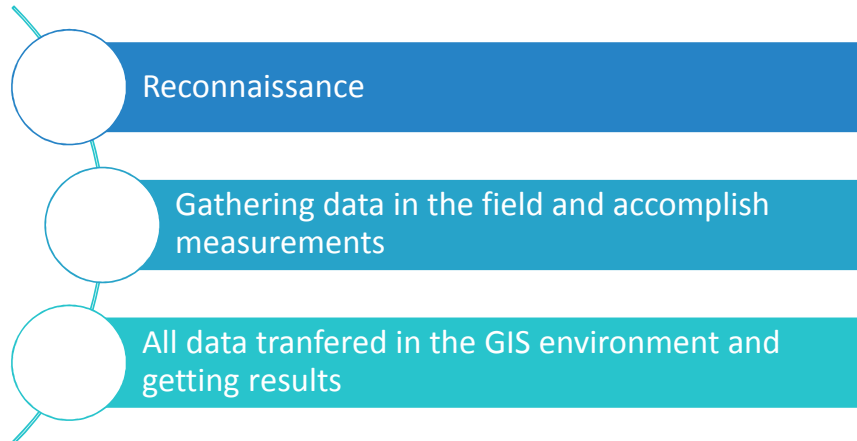 Reconnaissance
Gathering data in the field and accomplish
measurements
All data tranfered in the GIS environment and
getting results